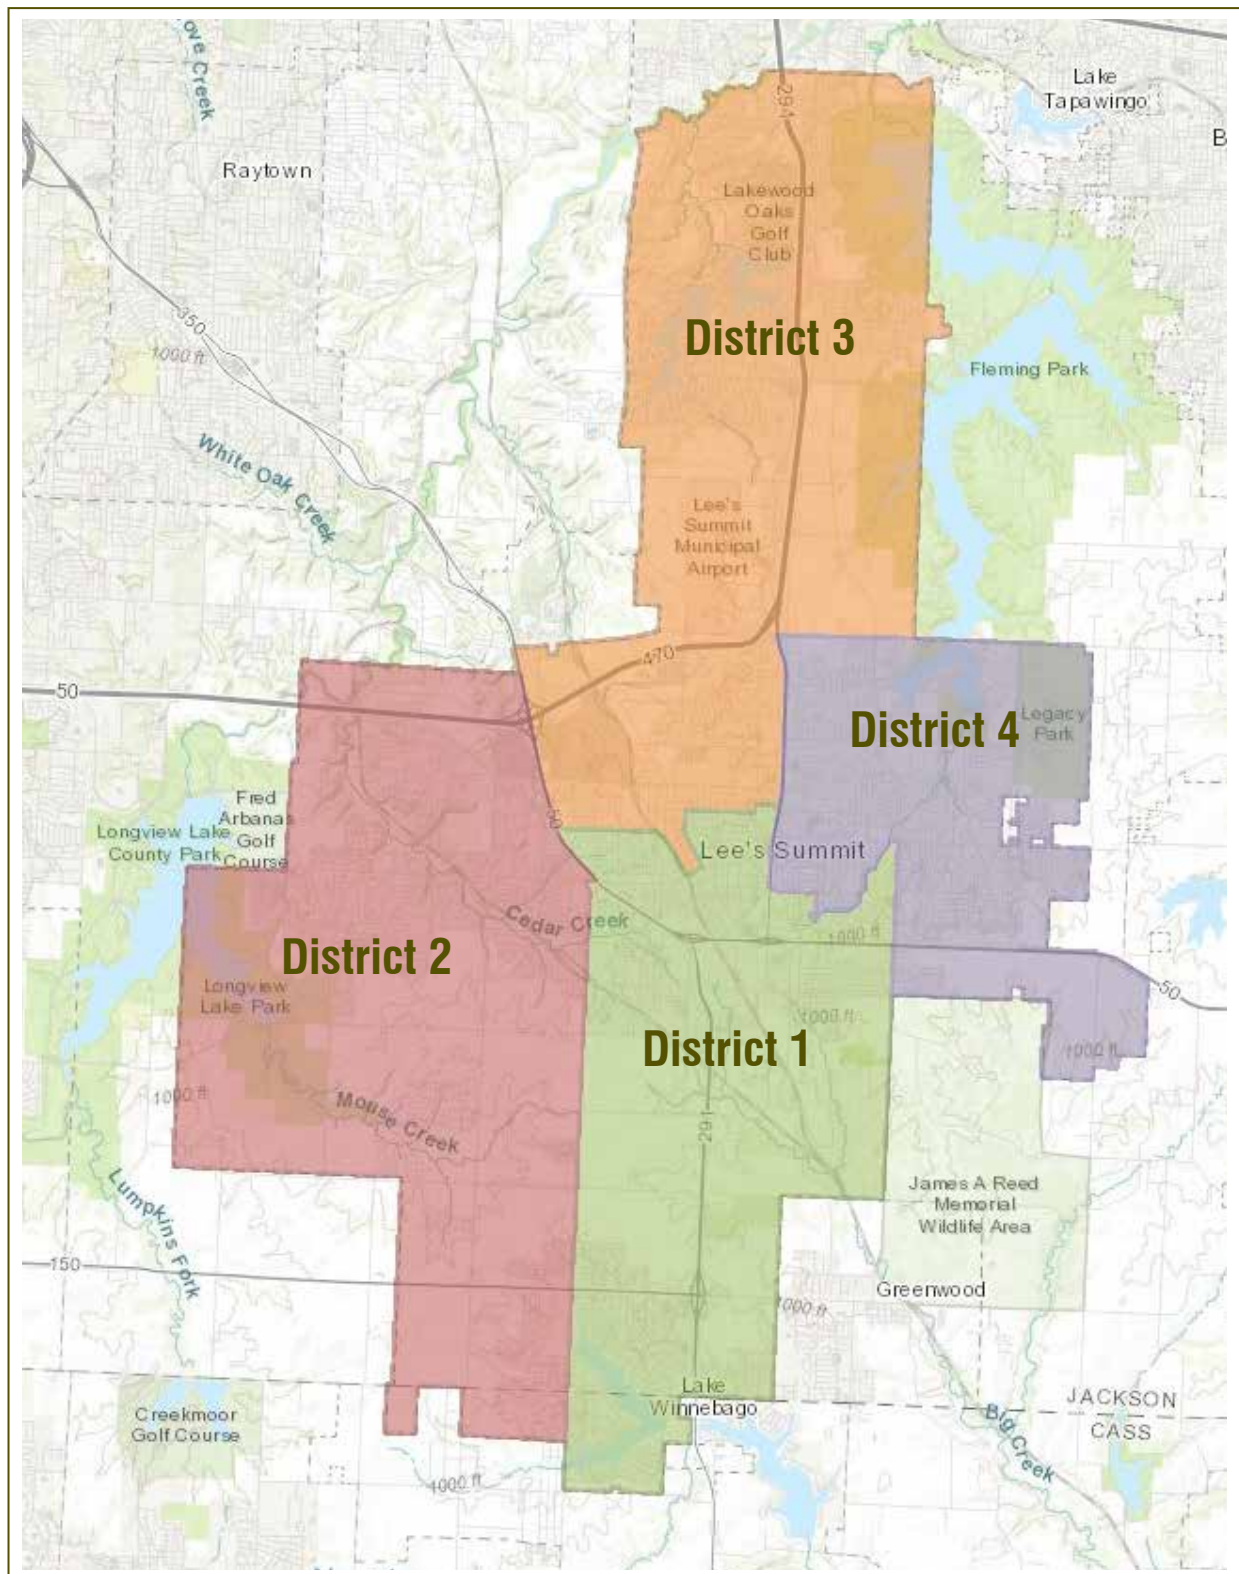 ove Creek
Lake
Tapawingo
B
291
Raytown
Lakewood
Oaks
Golf
Club
350
1000 ft
District 3
Fleming Park
White Oak Creek
Lee's
Summit
Municipal
Airport
470
50
District 4
Legacy
Park
Fred
Arbanas
Golf
Course
Longview Lake
County Park
50
Lee's Summit
Cedar Creek
1000 ft
District 2
Longview
Lake Park
50
1000 ft
District 1
1000 ft
1000 ft
Mouse Creek
291
Lumpkins Fork
James A Reed
Memorial
Wildlife Area
150
Greenwood
1000 ft
Lake
Winnebago
JACKSON
CASS
Creekmoor
Golf Course
Big Creek
1000 ft